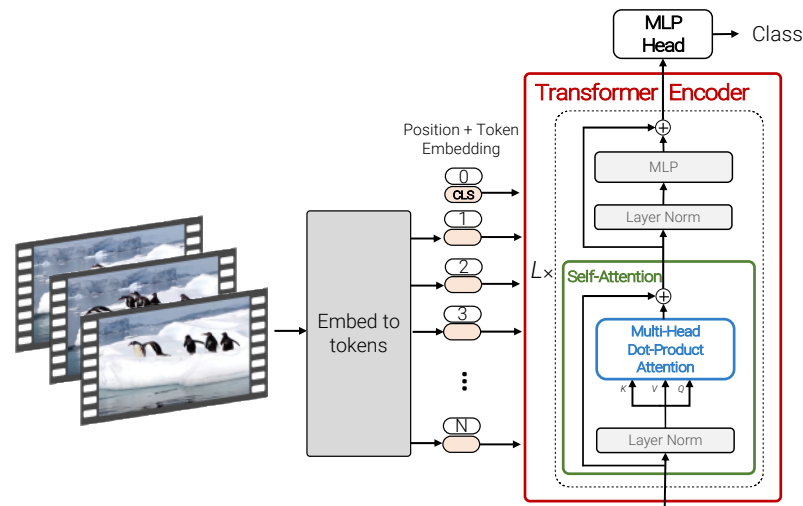 MLP
Head
Class
Transformer Encoder
Position + Token
Embedding
0
CLS
1
2
3
N
Embed to
tokens
L×
MLP
Layer Norm
Self-Attention
Multi-Head
Dot-Product
Attention
K V Q
Layer Norm